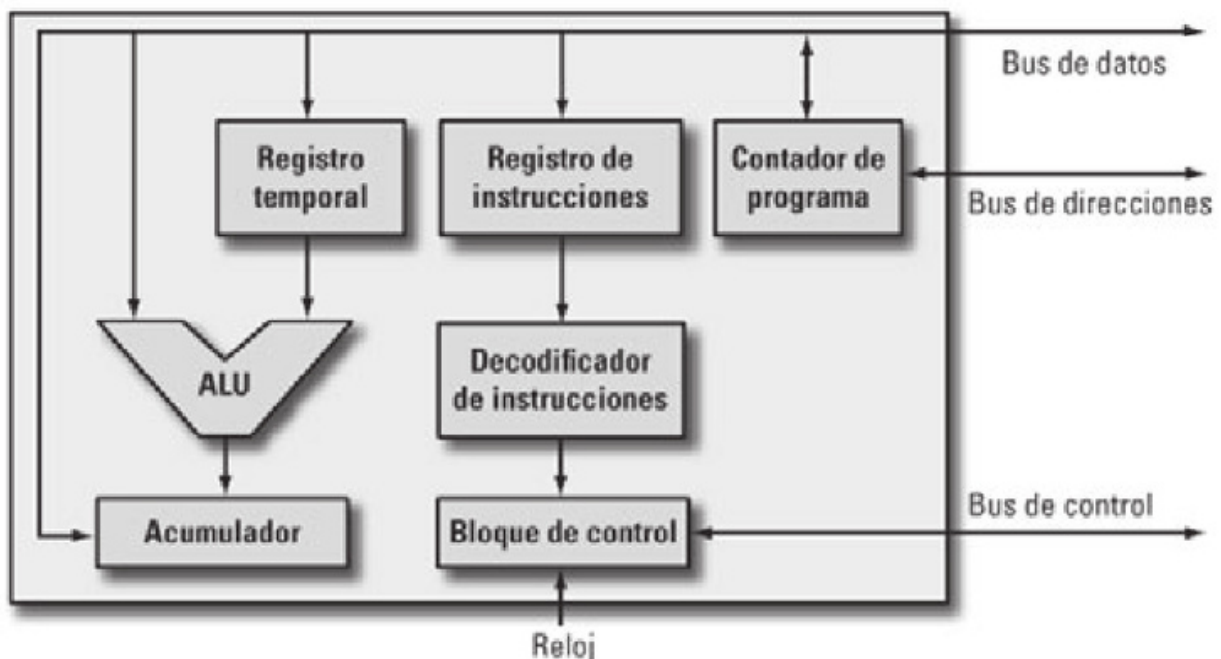 Bus de datos
Registro
temporal
Registro de
instrucciones
Contador de
programa
Bus de direcciones
ALU
Decodificador
de instrucciones
Acumulador
Bloque de control
Bus de control
Reloj